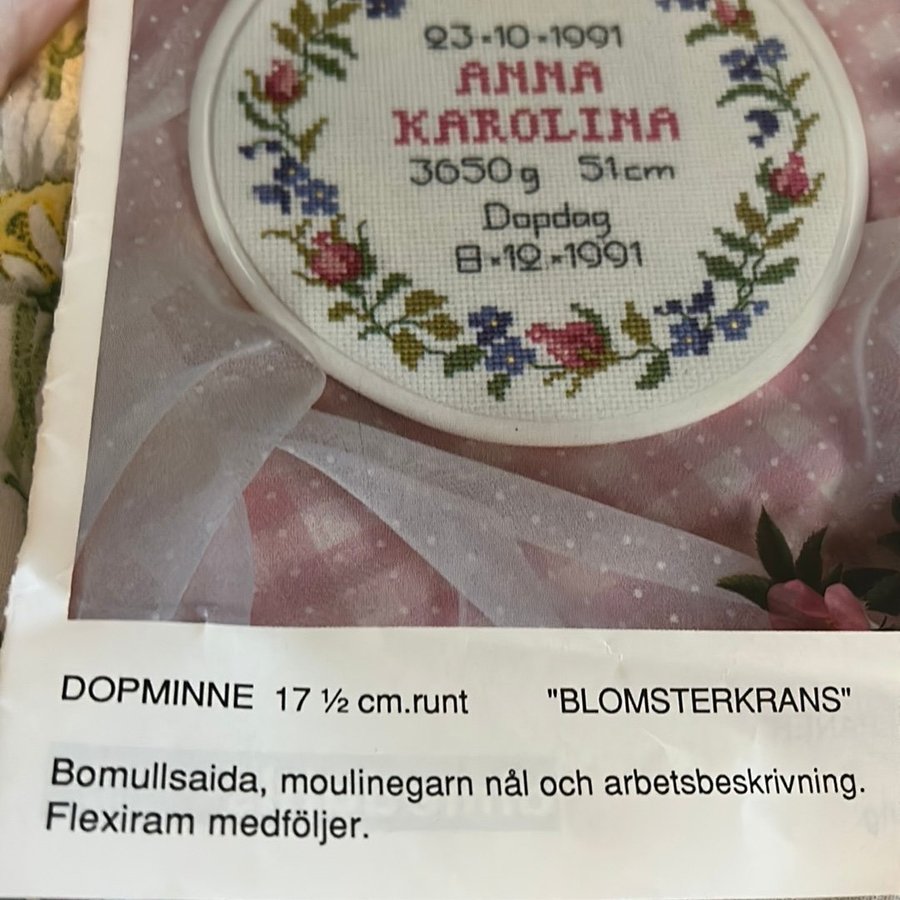 23-10-1991
ANNA
KAROLINA
3650g 51cm
Dopdag
8-12-1991
DOPMINNE 17 ½ cm.runt "BLOMSTERKRANS"
Bomullsaida, moulinegarn nål och arbetsbeskrivning.
Flexiram medföljer.